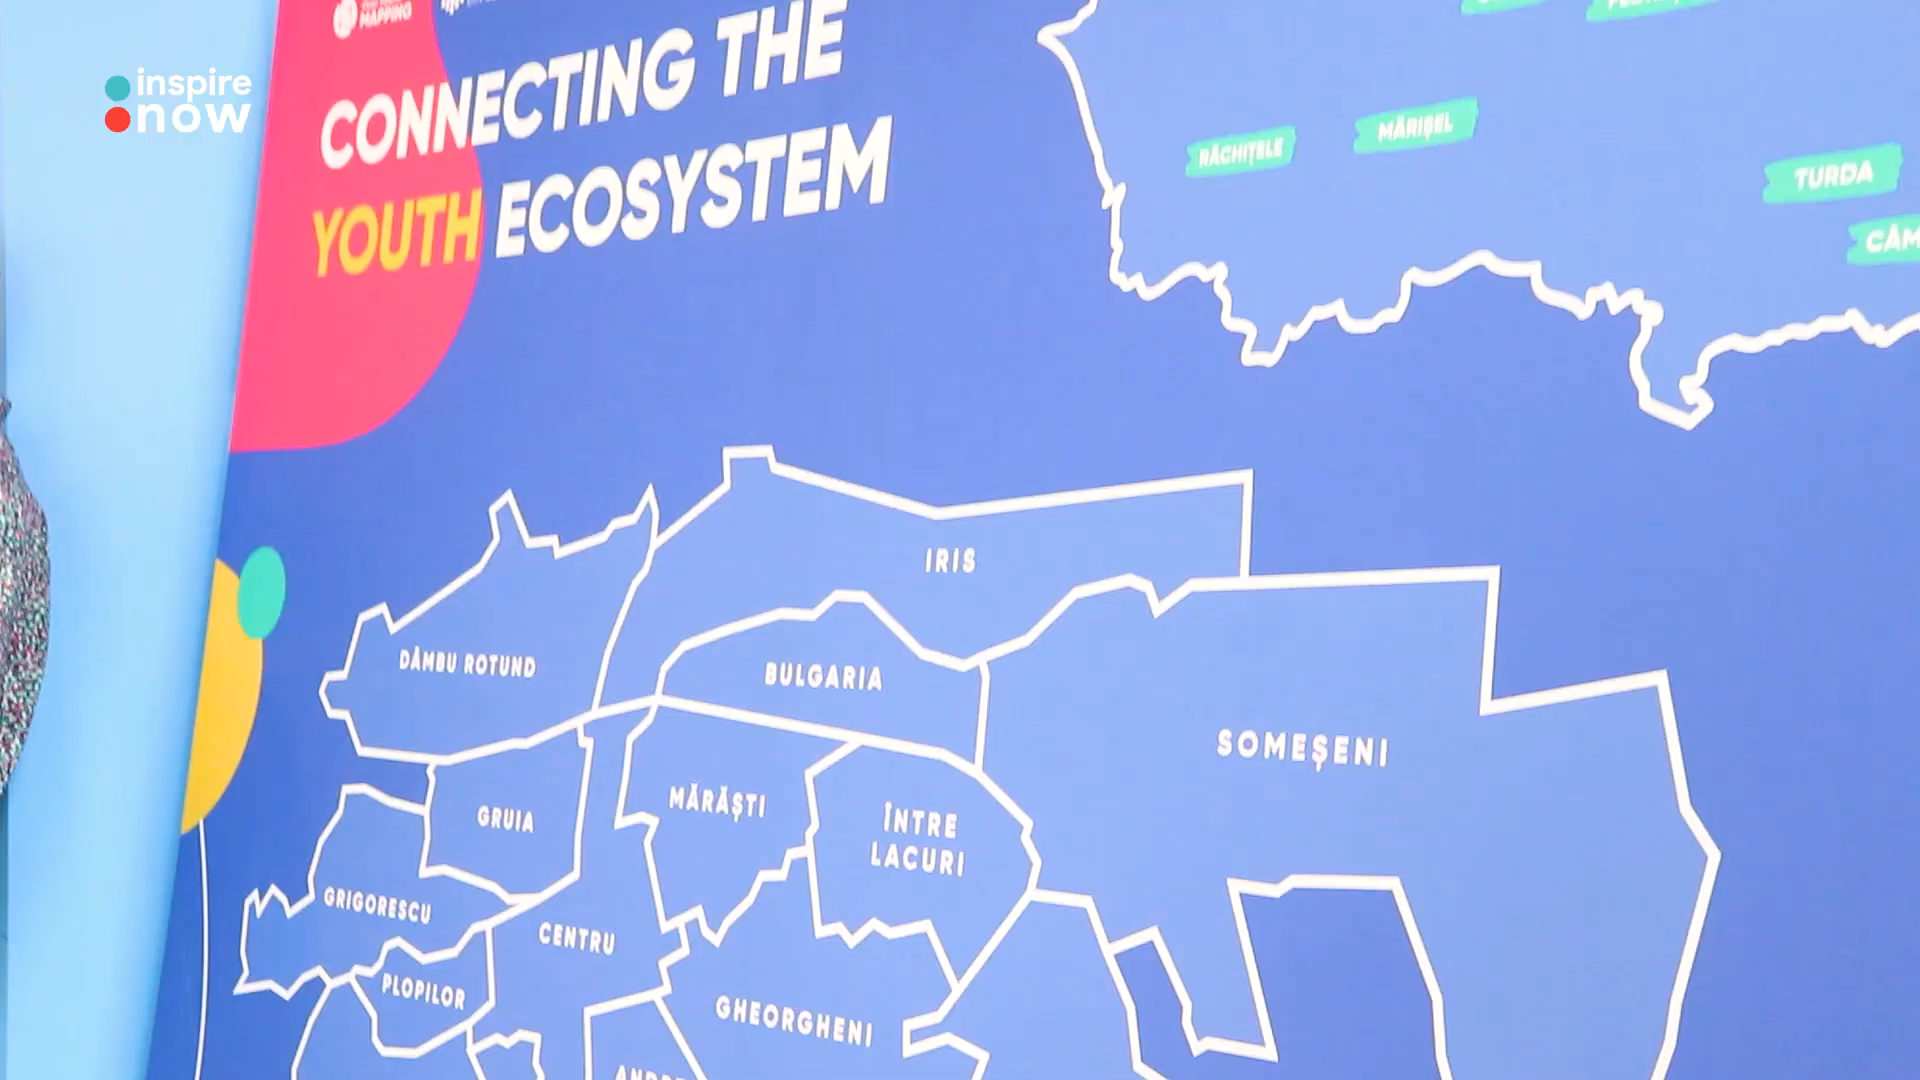 inspire
now
MAPPING
CONNECTING THE
YOUTH ECOSYSTEM
RĂCHIȚELE
MĂRIȘEL
TURDA
CÂM
IRIS
DÂMBU ROTUND
BULGARIA
SOMEȘENI
MĂRĂȘTI
GRUIA
ÎNTRE
LACURI
GRIGORESCU
CENTRU
PLOPILOR
GHEORGHENI